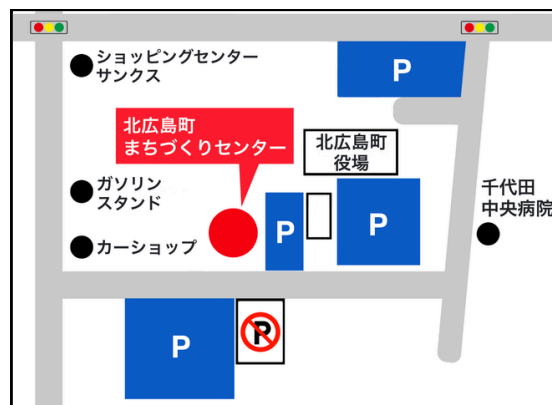 ショッピングセンター
サンクス
P
北広島町
まちづくりセンター
北広島町
役場
ガソリン
スタンド
千代田
中央病院
カーショップ
P
P
P
P